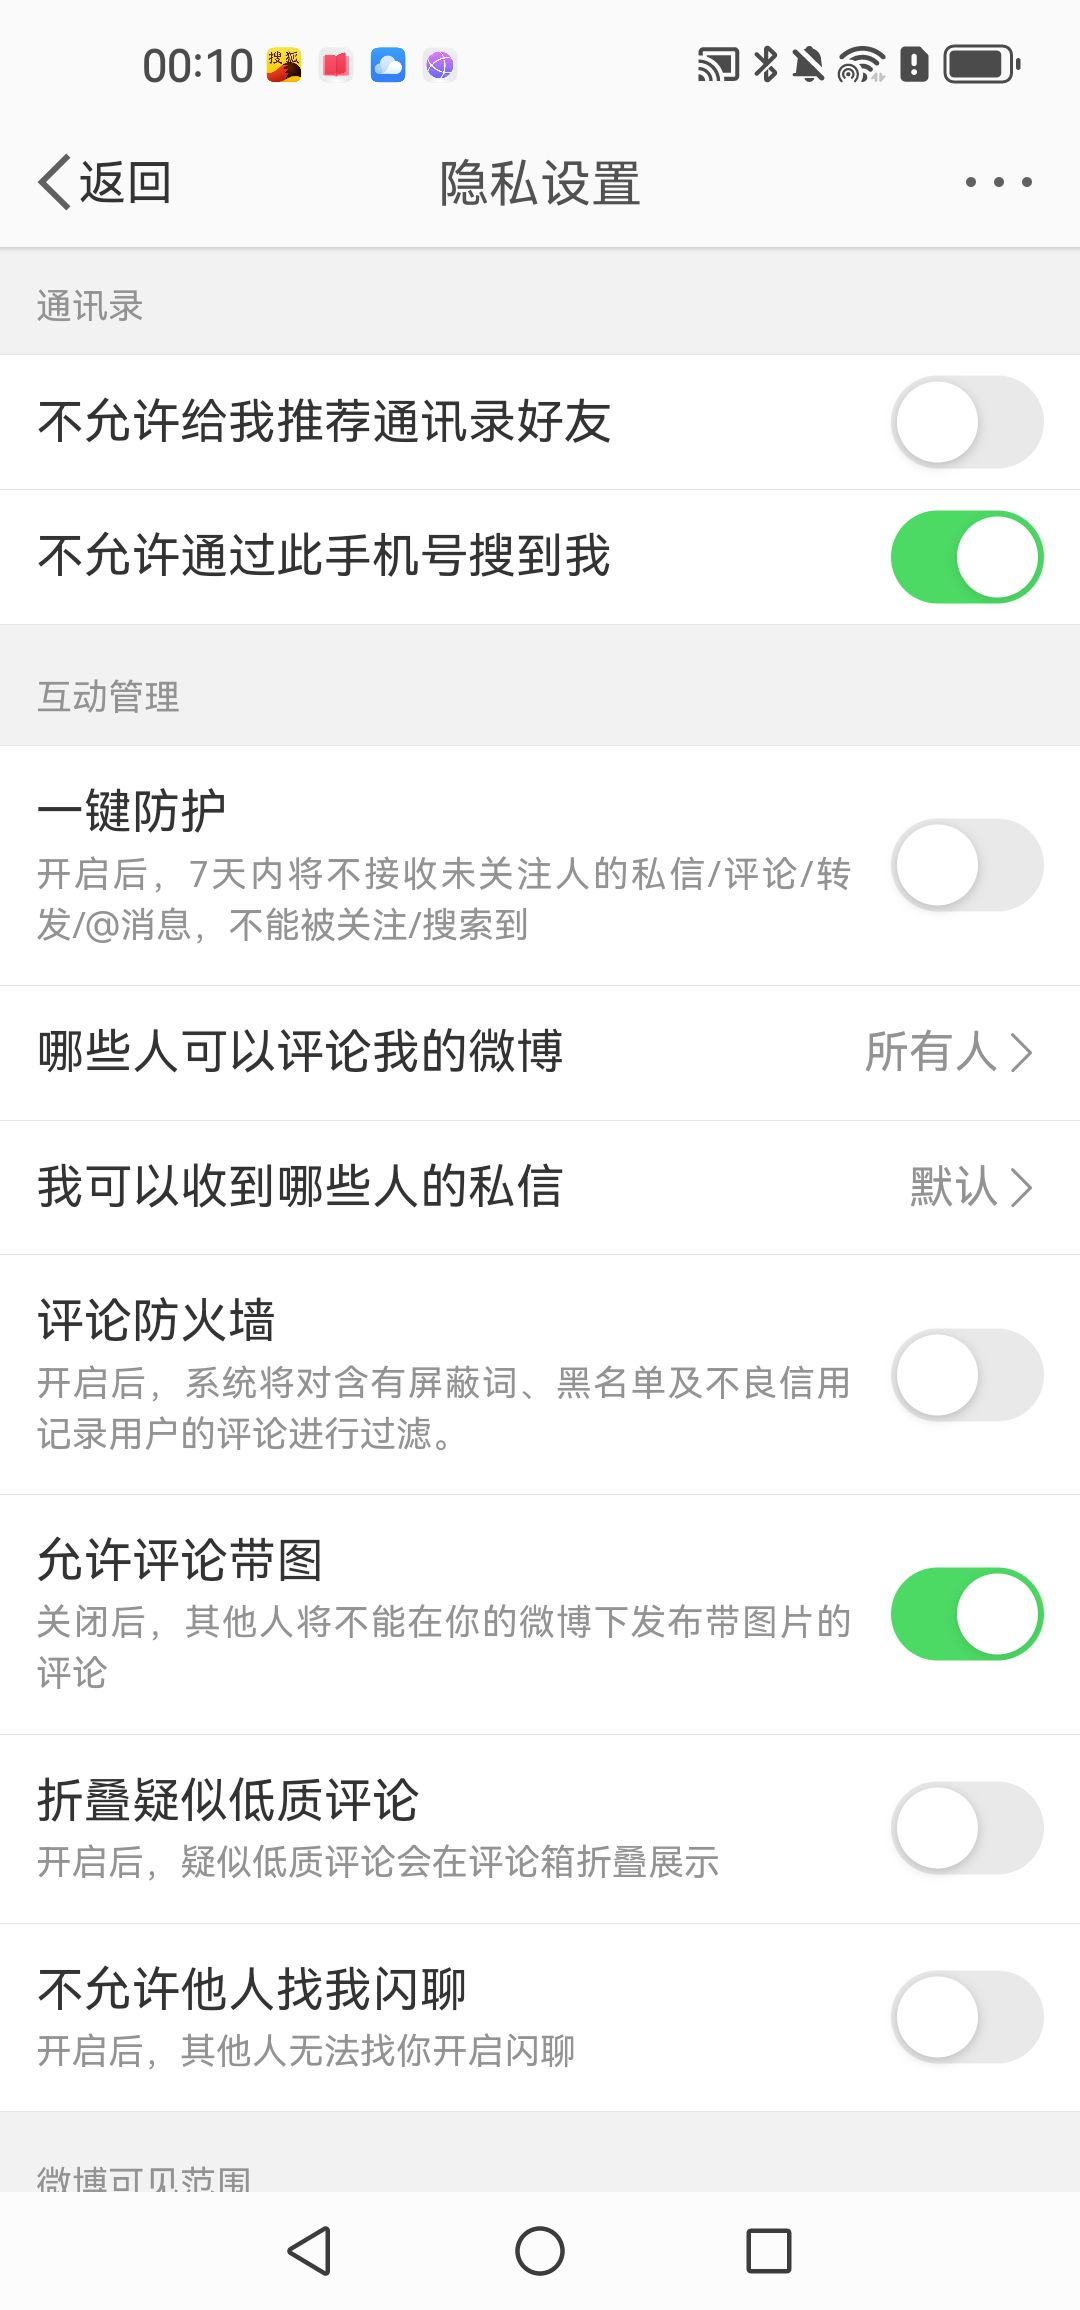 00:10
搜狐
返回
隐私设置
通讯录
不允许给我推荐通讯录好友
不允许通过此手机号搜到我
互动管理
一键防护
开启后，7天内将不接收未关注人的私信/评论/转
发/@消息，不能被关注/搜索到
哪些人可以评论我的微博 所有人
我可以收到哪些人的私信 默认
评论防火墙
开启后，系统将对含有屏蔽词、黑名单及不良信用
记录用户的评论进行过滤。
允许评论带图
关闭后，其他人将不能在你的微博下发布带图片的
评论
折叠疑似低质评论
开启后，疑似低质评论会在评论箱折叠展示
不允许他人找我闪聊
开启后，其他人无法找你开启闪聊
微博可见范围